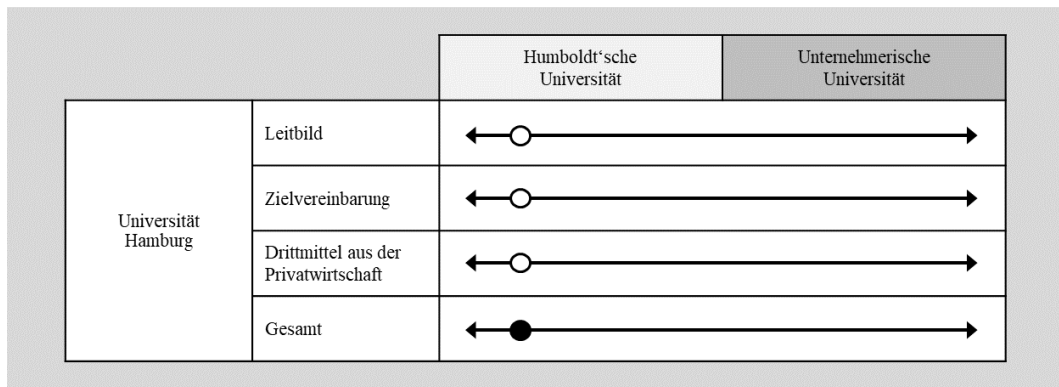 Humboldt‘sche
Universität
Unternehmerische
Universität
Universität
Hamburg
Leitbild
Zielvereinbarung
Drittmittel aus der
Privatwirtschaft
Gesamt